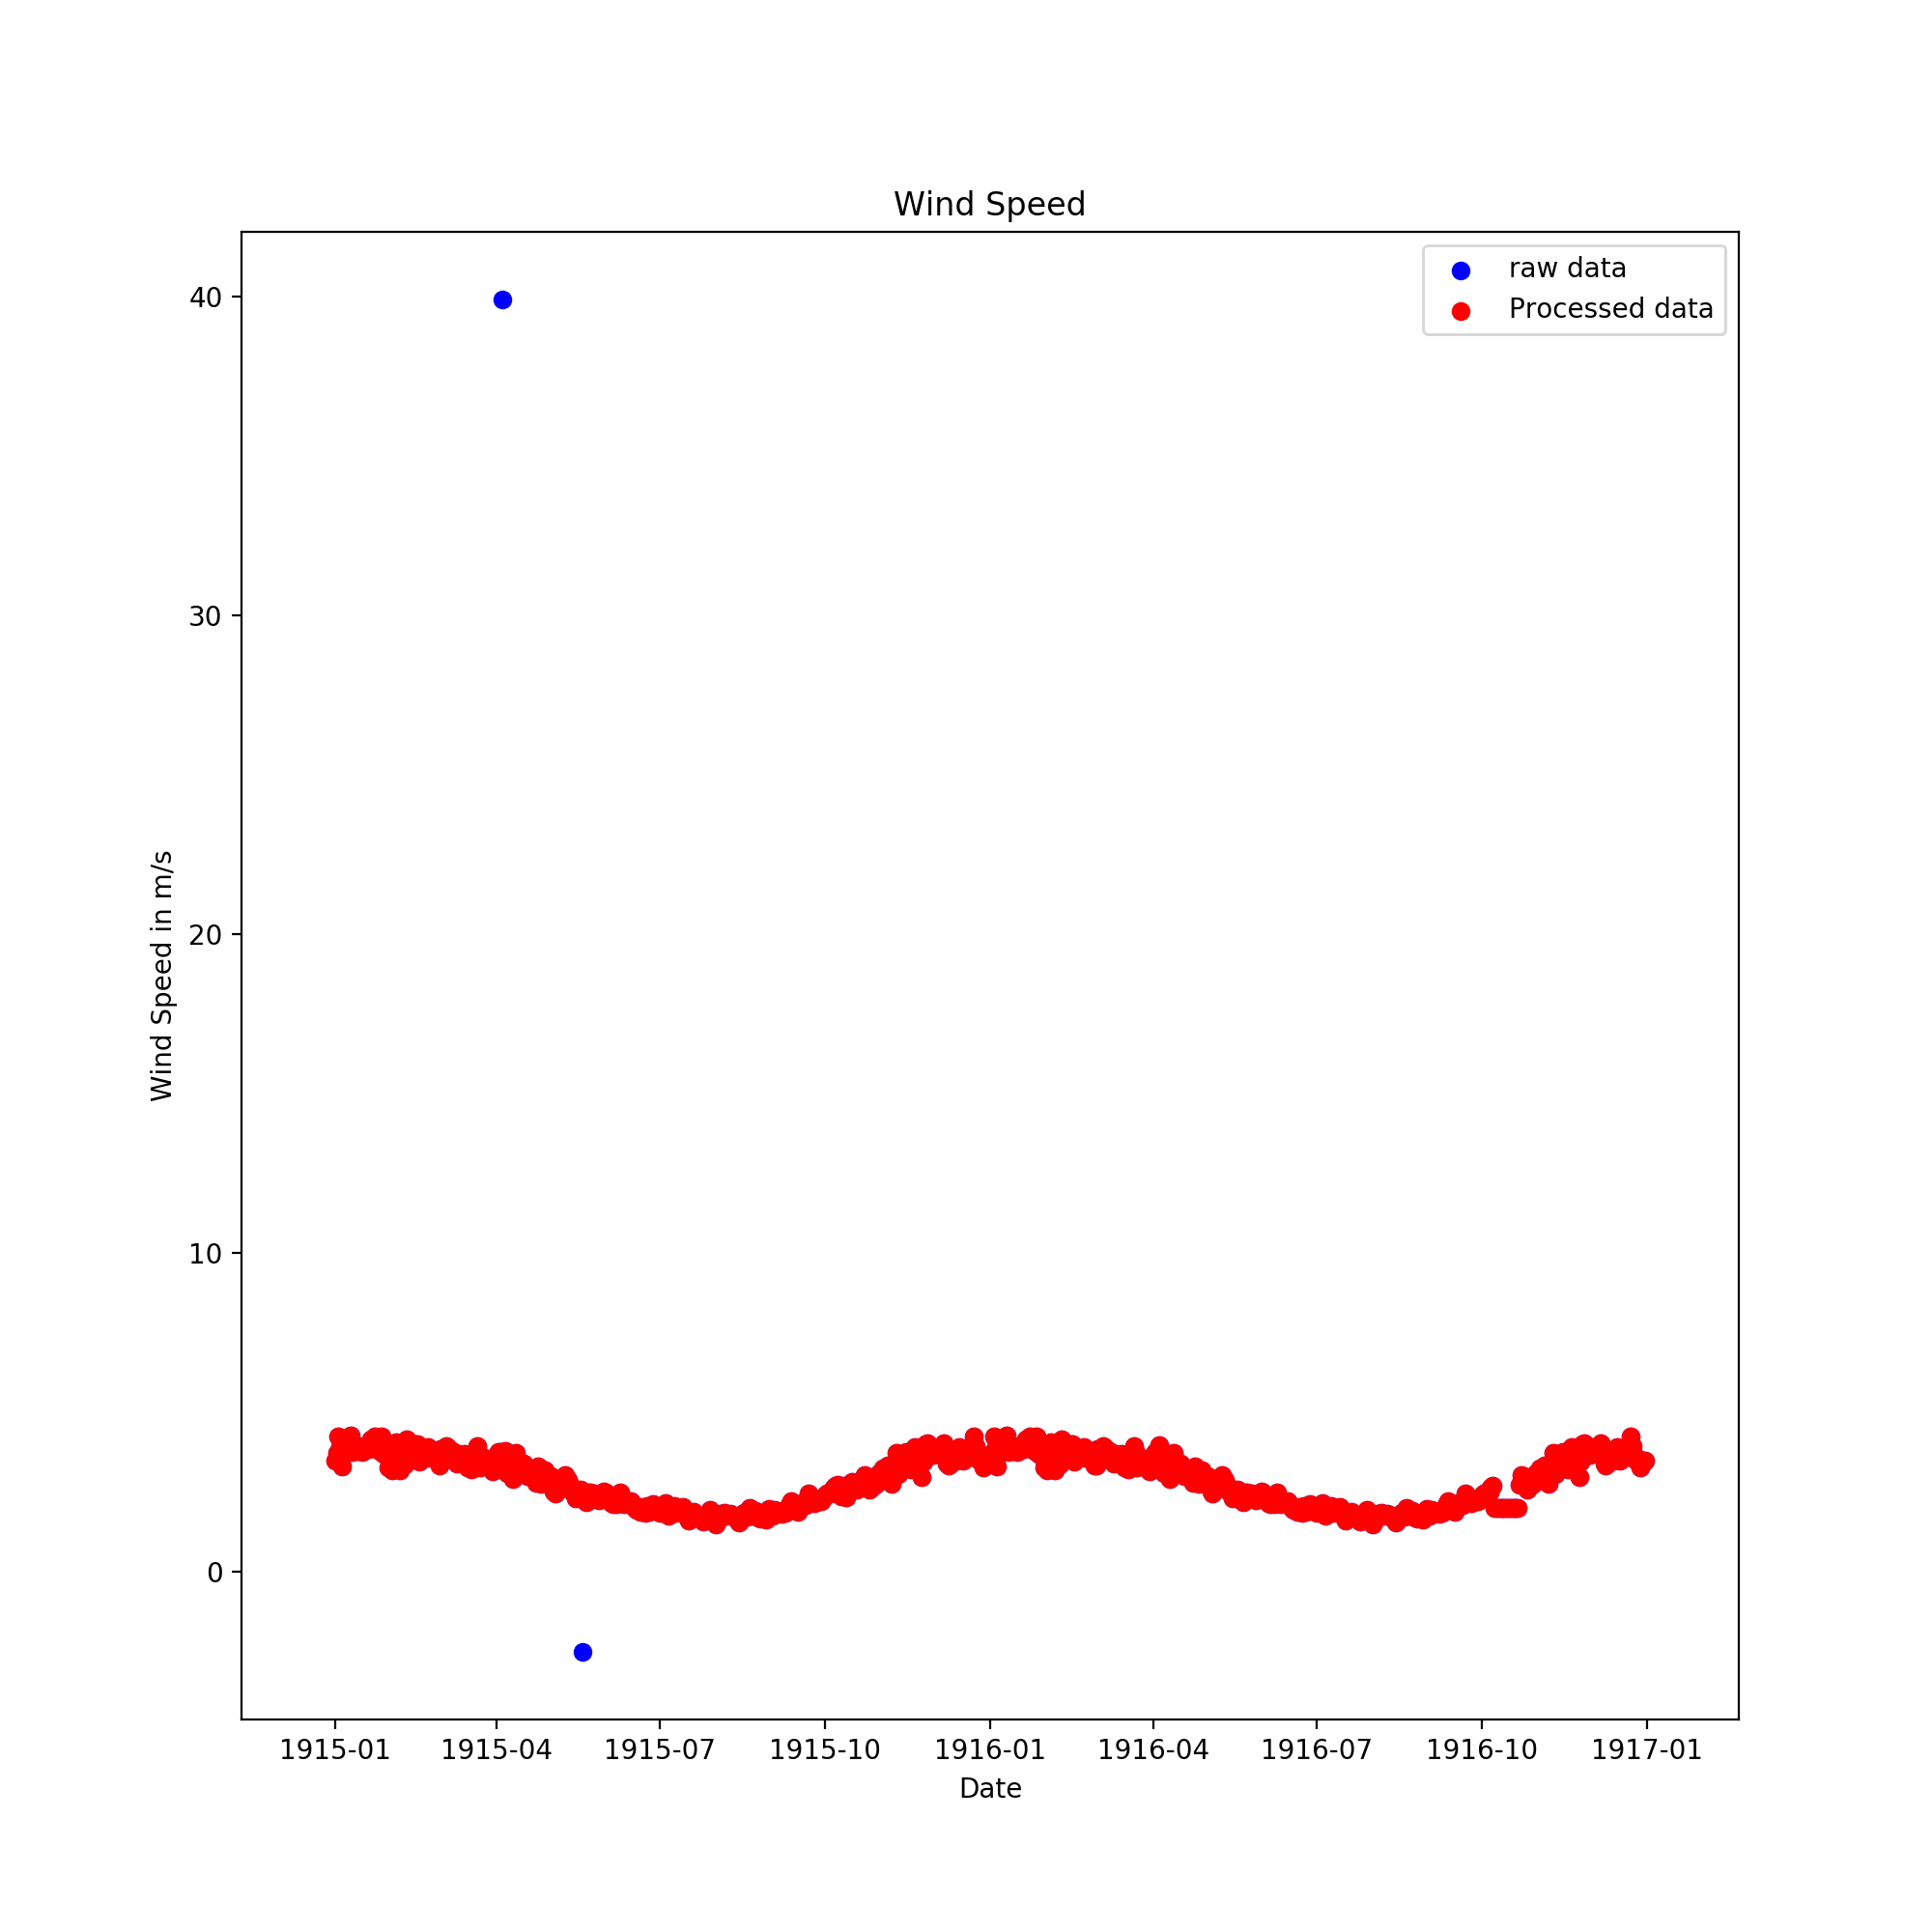 Wind Speed
raw data
Processed data
40
30
20
10
0
Wind Speed in m/s
1915-01 1915-04 1915-07 1915-10 1916-01 1916-04 1916-07 1916-10 1917-01
Date